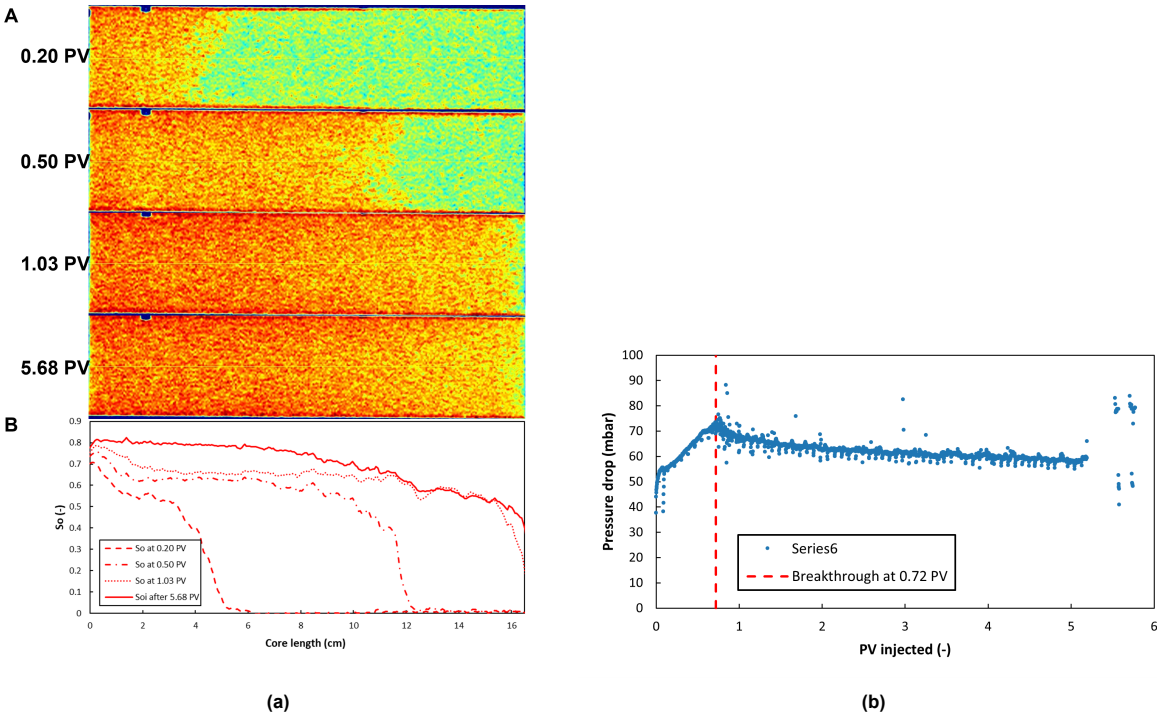 A
0.20 PV
0.50 PV
1.03 PV
5.68 PV
B
0.9
0.8
0.7
0.6
0.5
0.4
0.3
0.2
0.1
0
So (-)
So at 0.20 PV
So at 0.50 PV
So at 1.03 PV
Soi after 5.68 PV
0 2 4 6 8 10 12 14 16
Core length (cm)
(a)
100
90
80
70
60
50
40
30
20
10
0
Pressure drop (mbar)
Series6
Breakthrough at 0.72 PV
0 1 2 3 4 5 6
PV injected (-)
(b)